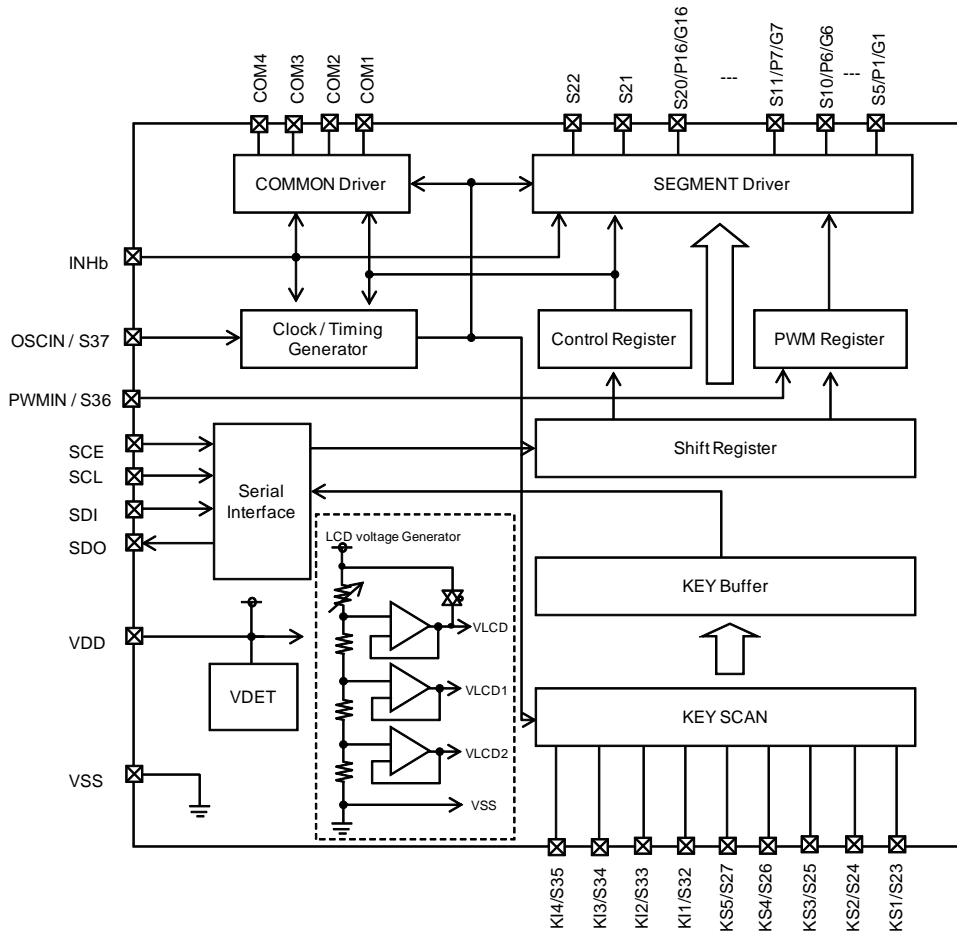 COM4
COM3
COM2
COM1
S22
S21
S20/P16/G16
---
S11/P7/G7
S10/P6/G6
---
S5/P1/G1
COMMON Driver
SEGMENT Driver
INHb
OSCIN / S37
Clock / Timing
Generator
Control Register
PWM Register
PWMIN / S36
SCE
SCL
SDI
SDO
Serial
Interface
Shift Register
LCD voltage Generator
KEY Buffer
VLCD
VDD
VDET
VLCD1
KEY SCAN
VLCD2
VSS
VSS
KI4/S35
KI3/S34
KI2/S33
KI1/S32
KS5/S27
KS4/S26
KS3/S25
KS2/S24
KS1/S23